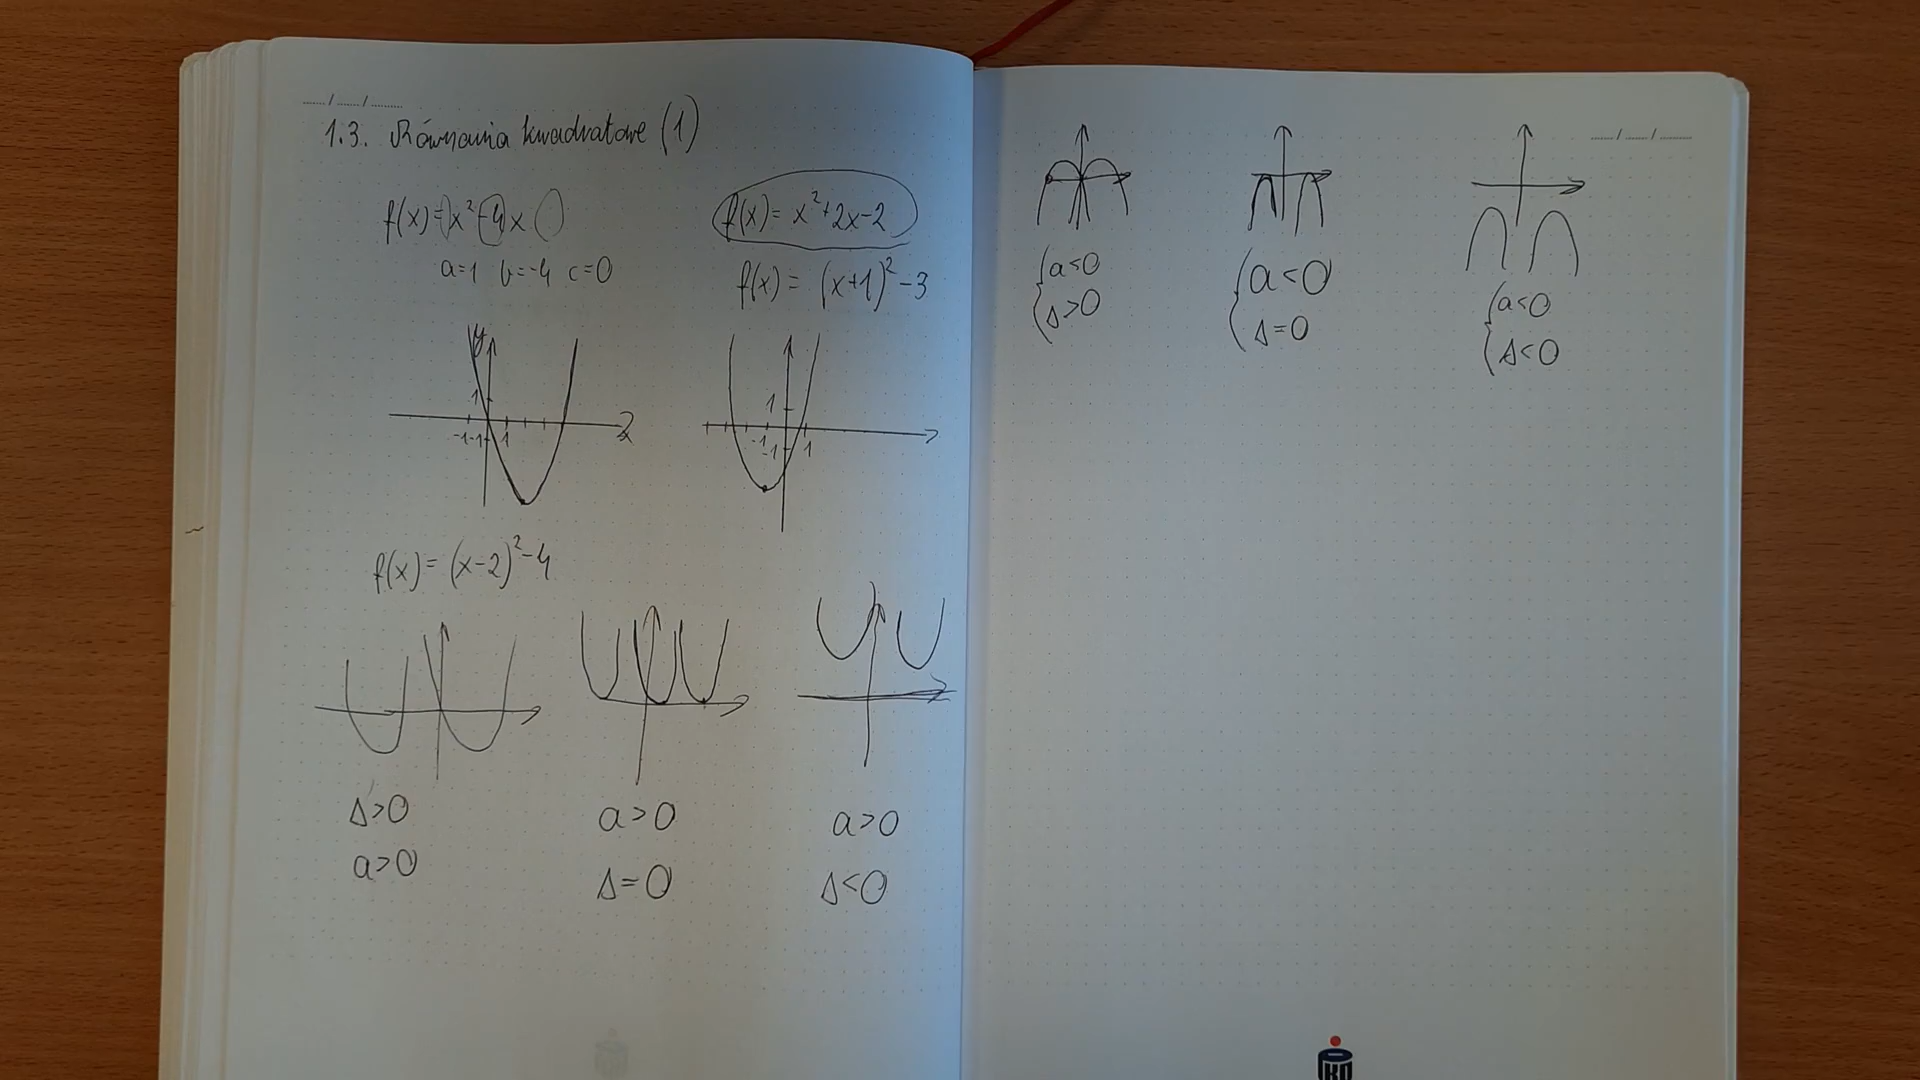 ...... / ...... / .........
1.3. Równania kwadratowe (1)
f(x)=x²-4x
a=1 b=-4 c=0
f(x)= x²+2x-2
f(x)= (x+1)²-3
y
1
-1 -1 1
x
1
-1 -1 1
f(x)= (x-2)²-4
Δ>0
a>0
a>0
Δ=0
a>0
Δ<0
...... / ...... / .........
a<0
Δ>0
a<0
Δ=0
a<0
Δ<0